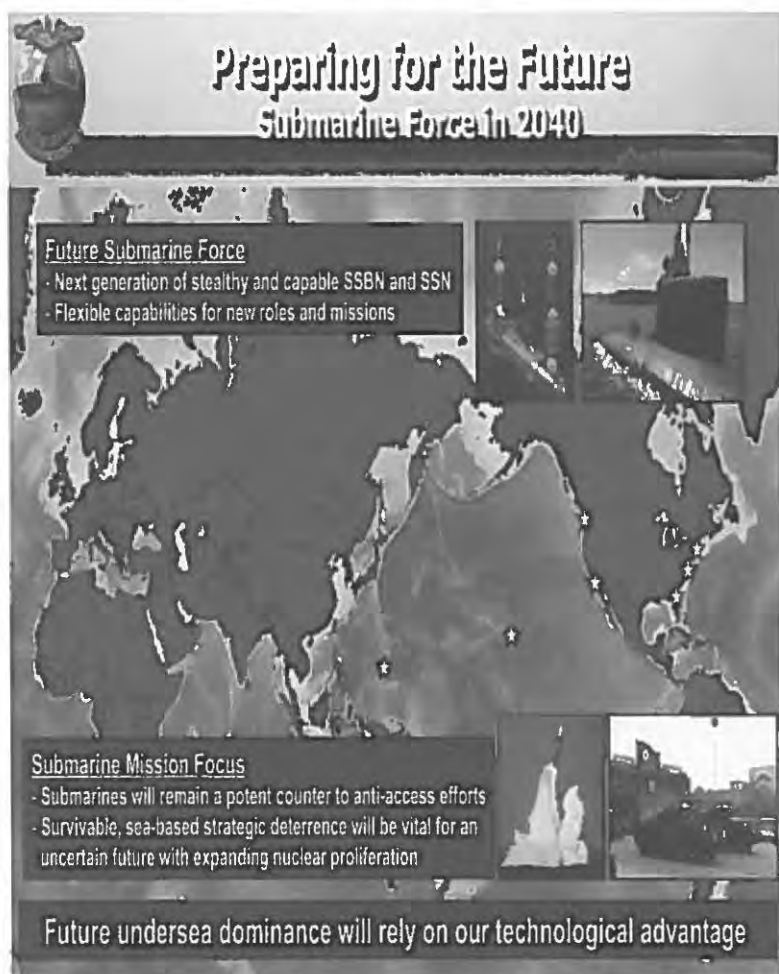 Preparing for the Future
Submarine Force in 2040
Future Submarine Force
- Next generation of stealthy and capable SSBN and SSN
- Flexible capabilities for new roles and missions
Submarine Mission Focus
- Submarines will remain a potent counter to anti-access efforts
- Survivable, sea-based strategic deterrence will be vital for an
uncertain future with expanding nuclear proliferation
Future undersea dominance will rely on our technological advantage